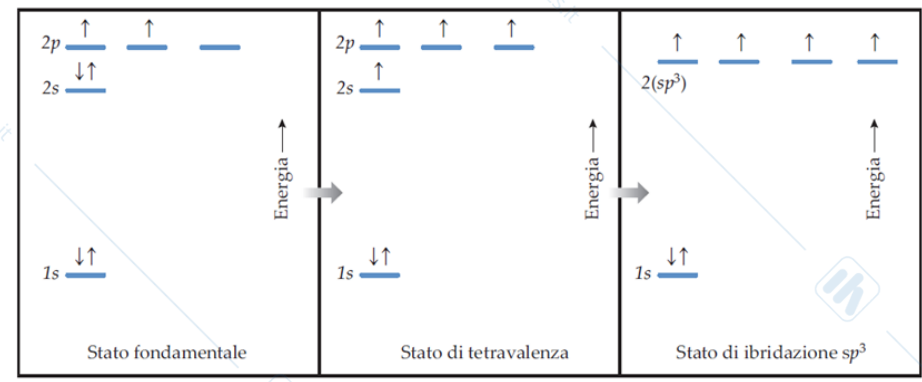 2p ↑ ↑
2s ↓↑
Energia →
1s ↓↑
Stato fondamentale
2p ↑ ↑ ↑
2s ↑
Energia →
1s ↓↑
Stato di tetravalenza
↑ ↑ ↑ ↑
2(sp³)
Energia →
1s ↓↑
Stato di ibridazione sp³